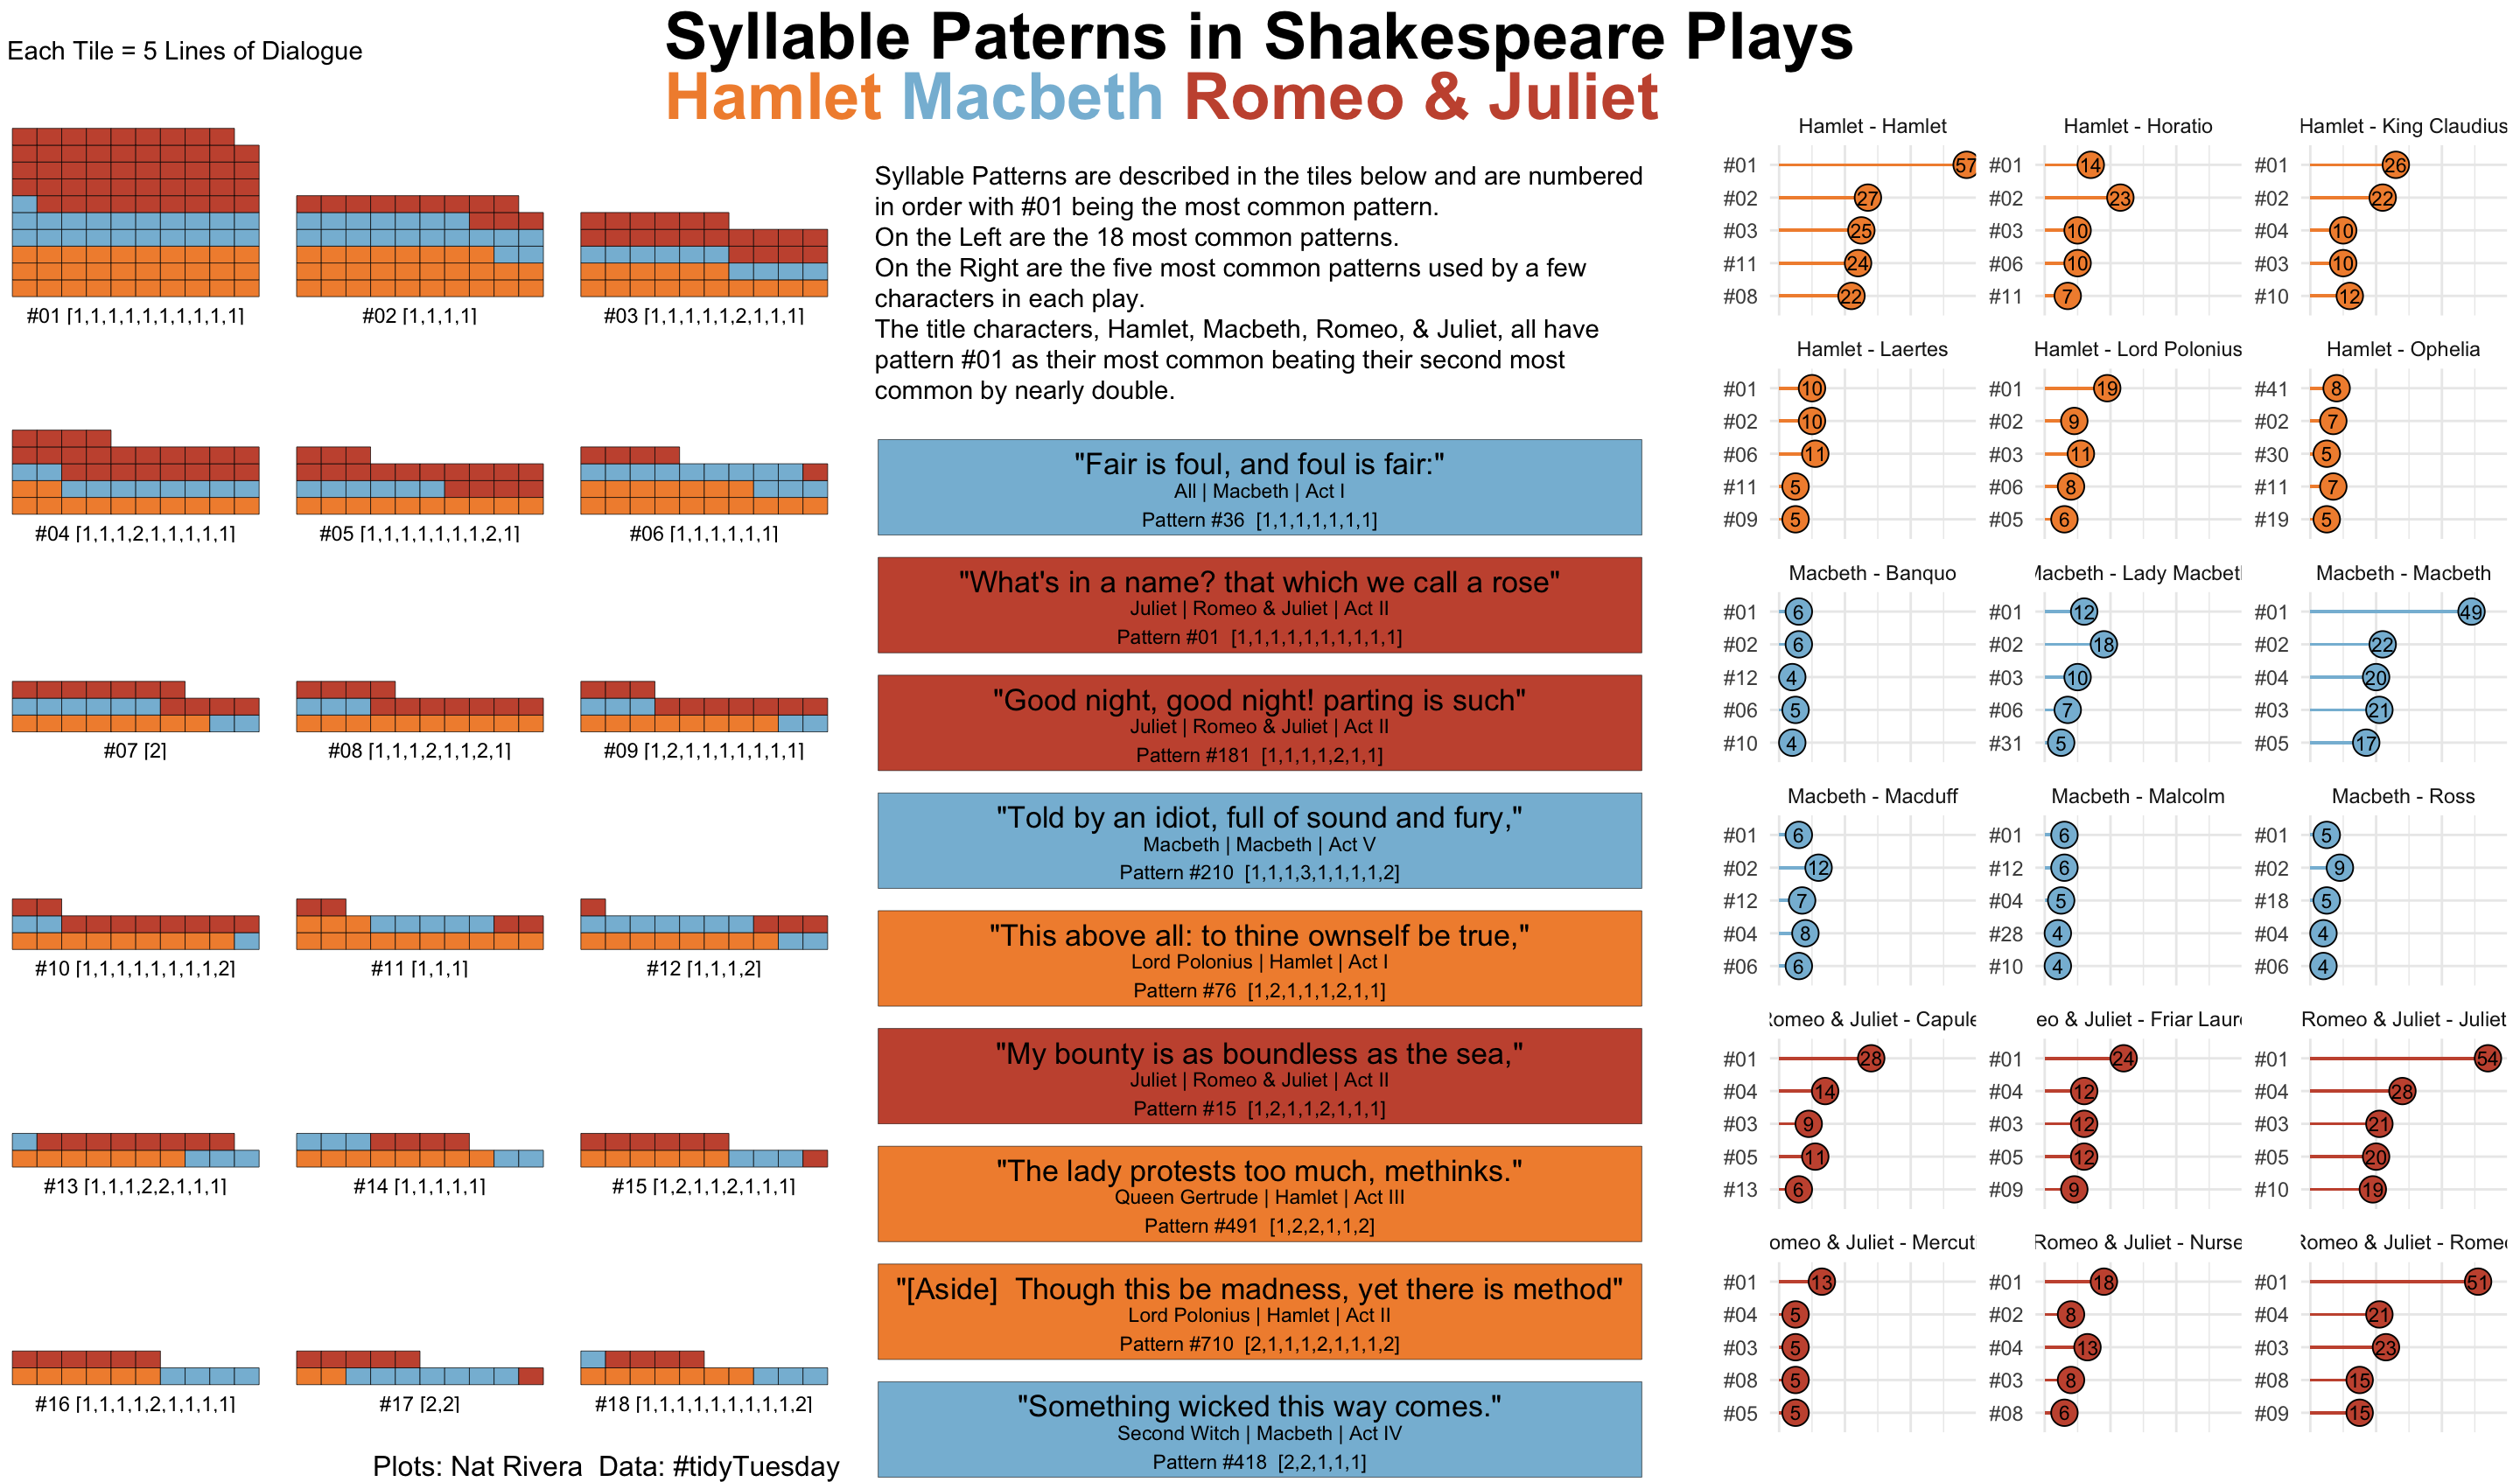 Syllable Paterns in Shakespeare Plays
Hamlet Macbeth Romeo & Juliet
Each Tile = 5 Lines of Dialogue
#01 [1,1,1,1,1,1,1,1,1,1]
#02 [1,1,1,1]
#03 [1,1,1,1,1,2,1,1,1]
#04 [1,1,1,2,1,1,1,1,1]
#05 [1,1,1,1,1,1,1,2,1]
#06 [1,1,1,1,1,1]
#07 [2]
#08 [1,1,1,2,1,1,2,1]
#09 [1,2,1,1,1,1,1,1,1]
#10 [1,1,1,1,1,1,1,1,2]
#11 [1,1,1]
#12 [1,1,1,2]
#13 [1,1,1,2,2,1,1,1]
#14 [1,1,1,1,1]
#15 [1,2,1,1,2,1,1,1]
#16 [1,1,1,1,2,1,1,1,1]
#17 [2,2]
#18 [1,1,1,1,1,1,1,1,1,2]
Plots: Nat Rivera  Data: #tidyTuesday
Syllable Patterns are described in the tiles below and are numbered
in order with #01 being the most common pattern.
On the Left are the 18 most common patterns.
On the Right are the five most common patterns used by a few
characters in each play.
The title characters, Hamlet, Macbeth, Romeo, & Juliet, all have
pattern #01 as their most common beating their second most
common by nearly double.
"Fair is foul, and foul is fair:"
All | Macbeth | Act I
Pattern #36  [1,1,1,1,1,1,1]
"What's in a name? that which we call a rose"
Juliet | Romeo & Juliet | Act II
Pattern #01  [1,1,1,1,1,1,1,1,1,1]
"Good night, good night! parting is such"
Juliet | Romeo & Juliet | Act II
Pattern #181  [1,1,1,1,2,1,1]
"Told by an idiot, full of sound and fury,"
Macbeth | Macbeth | Act V
Pattern #210  [1,1,1,3,1,1,1,1,2]
"This above all: to thine ownself be true,"
Lord Polonius | Hamlet | Act I
Pattern #76  [1,2,1,1,1,2,1,1]
"My bounty is as boundless as the sea,"
Juliet | Romeo & Juliet | Act II
Pattern #15  [1,2,1,1,2,1,1,1]
"The lady protests too much, methinks."
Queen Gertrude | Hamlet | Act III
Pattern #491  [1,2,2,1,1,2]
"[Aside]  Though this be madness, yet there is method"
Lord Polonius | Hamlet | Act II
Pattern #710  [2,1,1,1,2,1,1,1,2]
"Something wicked this way comes."
Second Witch | Macbeth | Act IV
Pattern #418  [2,2,1,1,1]
Hamlet - Hamlet
#01 57
#02 27
#03 25
#11 24
#08 22
Hamlet - Horatio
#01 14
#02 23
#03 10
#06 10
#11 7
Hamlet - King Claudius
#01 26
#02 22
#04 10
#03 10
#10 12
Hamlet - Laertes
#01 10
#02 10
#06 11
#11 5
#09 5
Hamlet - Lord Polonius
#01 19
#02 9
#03 11
#06 8
#05 6
Hamlet - Ophelia
#41 8
#02 7
#30 5
#11 7
#19 5
Macbeth - Banquo
#01 6
#02 6
#12 4
#06 5
#10 4
Macbeth - Lady Macbeth
#01 12
#02 18
#03 10
#06 7
#31 5
Macbeth - Macbeth
#01 49
#02 22
#04 20
#03 21
#05 17
Macbeth - Macduff
#01 6
#02 12
#12 7
#04 8
#06 6
Macbeth - Malcolm
#01 6
#12 6
#04 5
#28 4
#10 4
Macbeth - Ross
#01 5
#02 9
#18 5
#04 4
#06 4
Romeo & Juliet - Capule
#01 28
#04 14
#03 9
#05 11
#13 6
eo & Juliet - Friar Laur
#01 24
#04 12
#03 12
#05 12
#09 9
Romeo & Juliet - Juliet
#01 54
#04 28
#03 21
#05 20
#10 19
omeo & Juliet - Mercuti
#01 13
#04 5
#03 5
#08 5
#05 5
Romeo & Juliet - Nurse
#01 18
#02 8
#04 13
#03 8
#08 6
Romeo & Juliet - Romeo
#01 51
#04 21
#03 23
#08 15
#09 15